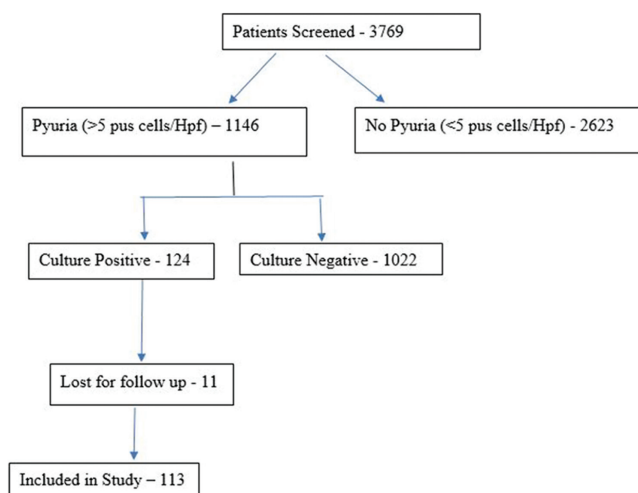 Patients Screened - 3769
Pyuria (>5 pus cells/Hpf) – 1146
No Pyuria (<5 pus cells/Hpf) - 2623
Culture Positive - 124
Culture Negative - 1022
Lost for follow up - 11
Included in Study – 113